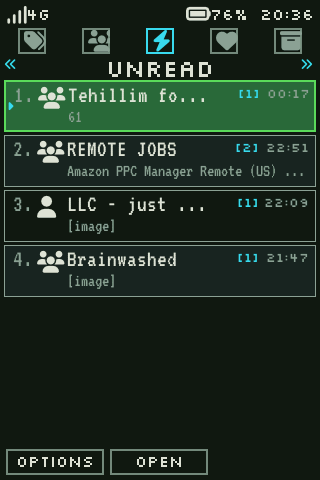 4G 76% 20:36
« »
UNREAD
1. Tehillim fo... [1] 00:17
61
2. REMOTE JOBS [2] 22:51
Amazon PPC Manager Remote (US) ...
3. LLC - just ... [1] 22:09
[image]
4. Brainwashed [1] 21:47
[image]
OPTIONS OPEN